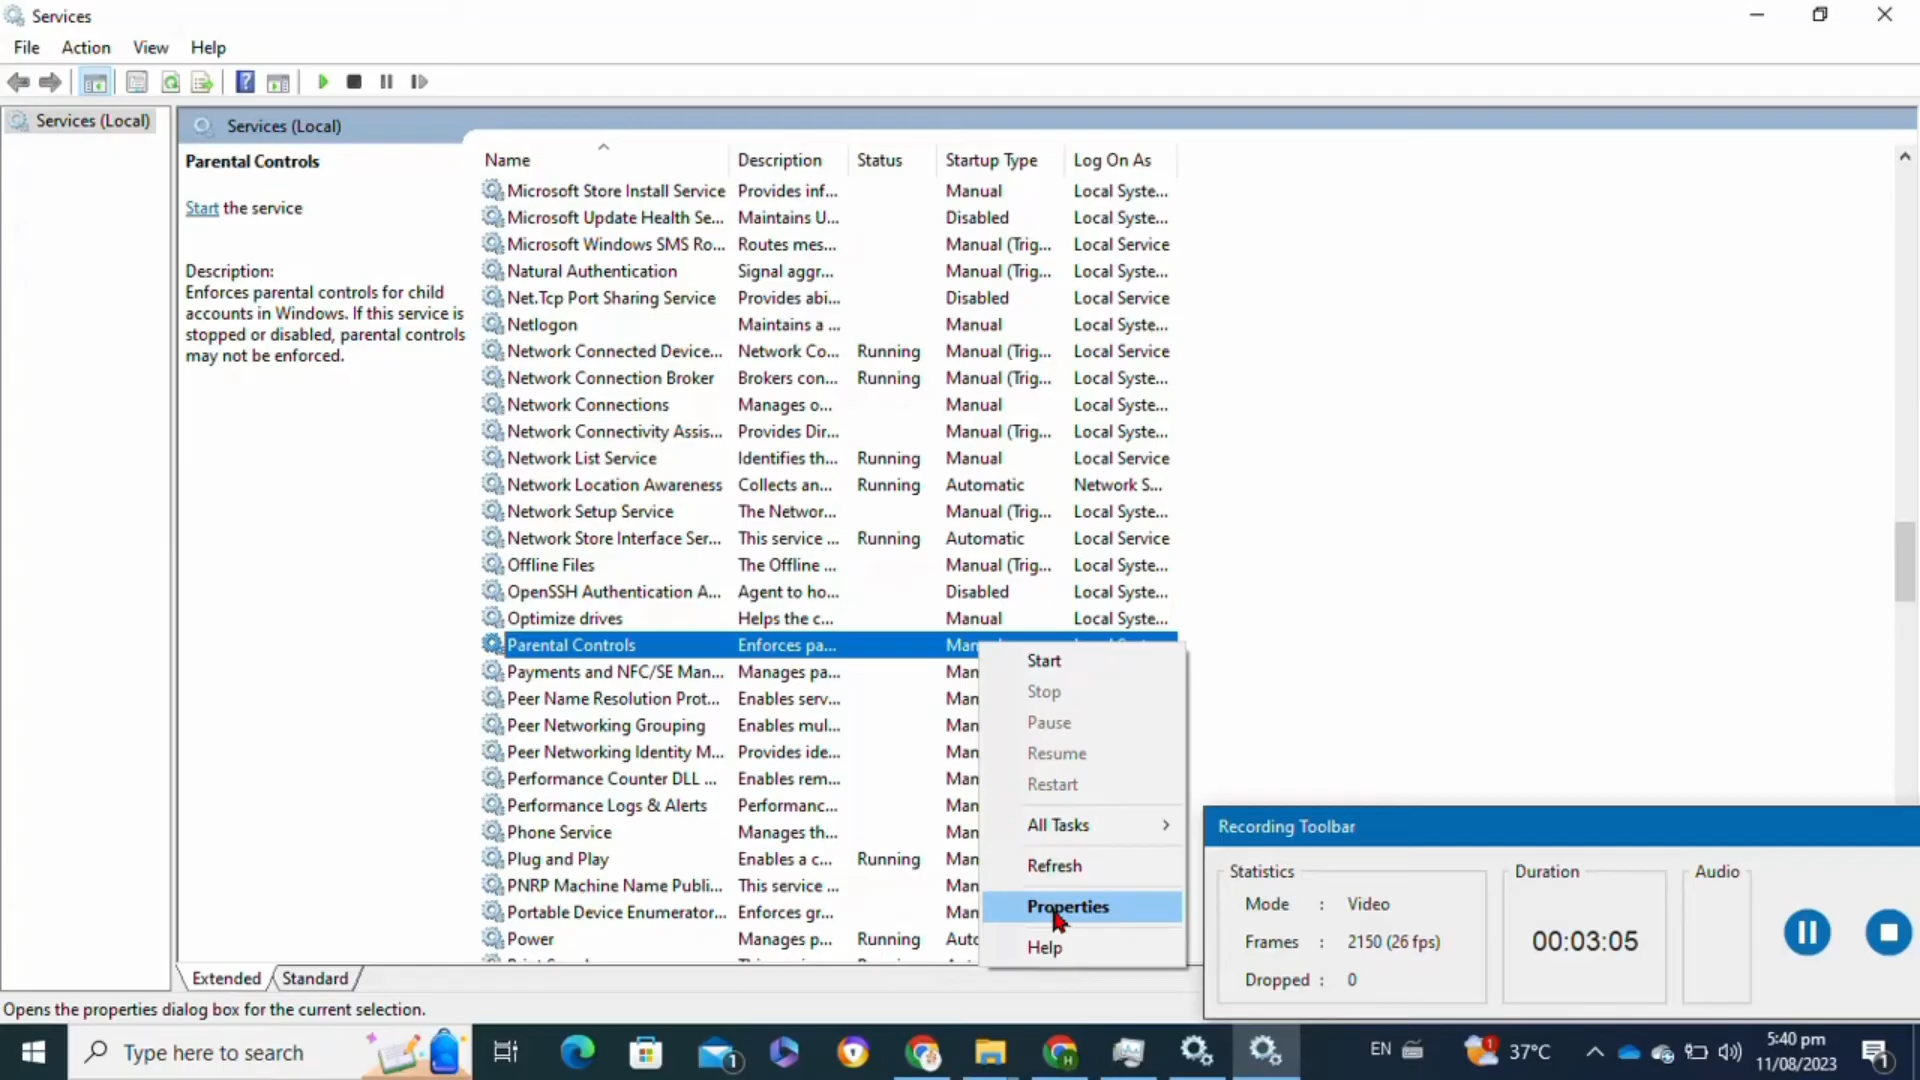 Services
File Action View Help
Services (Local)
Services (Local)
Parental Controls
Start the service
Description:
Enforces parental controls for child
accounts in Windows. If this service is
stopped or disabled, parental controls
may not be enforced.
Name Description Status Startup Type Log On As
Microsoft Store Install Service Provides inf... Manual Local Syste...
Microsoft Update Health Se... Maintains U... Disabled Local Syste...
Microsoft Windows SMS Ro... Routes mes... Manual (Trig... Local Service
Natural Authentication Signal aggr... Manual (Trig... Local Syste...
Net.Tcp Port Sharing Service Provides abi... Disabled Local Service
Netlogon Maintains a ... Manual Local Syste...
Network Connected Device... Network Co... Running Manual (Trig... Local Service
Network Connection Broker Brokers con... Running Manual (Trig... Local Syste...
Network Connections Manages o... Manual Local Syste...
Network Connectivity Assis... Provides Dir... Manual (Trig... Local Syste...
Network List Service Identifies th... Running Manual Local Service
Network Location Awareness Collects an... Running Automatic Network S...
Network Setup Service The Networ... Manual (Trig... Local Syste...
Network Store Interface Ser... This service ... Running Automatic Local Service
Offline Files The Offline ... Manual (Trig... Local Syste...
OpenSSH Authentication A... Agent to ho... Disabled Local Syste...
Optimize drives Helps the c... Manual Local Syste...
Parental Controls Enforces pa... Man
Payments and NFC/SE Man... Manages pa... Man
Peer Name Resolution Prot... Enables serv... Man
Peer Networking Grouping Enables mul... Man
Peer Networking Identity M... Provides ide... Man
Performance Counter DLL ... Enables rem... Man
Performance Logs & Alerts Performanc... Man
Phone Service Manages th... Man
Plug and Play Enables a c... Running Man
PNRP Machine Name Publi... This service ... Man
Portable Device Enumerator... Enforces gr... Man
Power Manages p... Running Auto
Start
Stop
Pause
Resume
Restart
All Tasks
Refresh
Properties
Help
Recording Toolbar
Statistics
Mode : Video
Frames : 2150 (26 fps)
Dropped : 0
Duration
00:03:05
Audio
Extended Standard
Opens the properties dialog box for the current selection.
Type here to search
1
1
37°C
EN
5:40 pm
11/08/2023
1